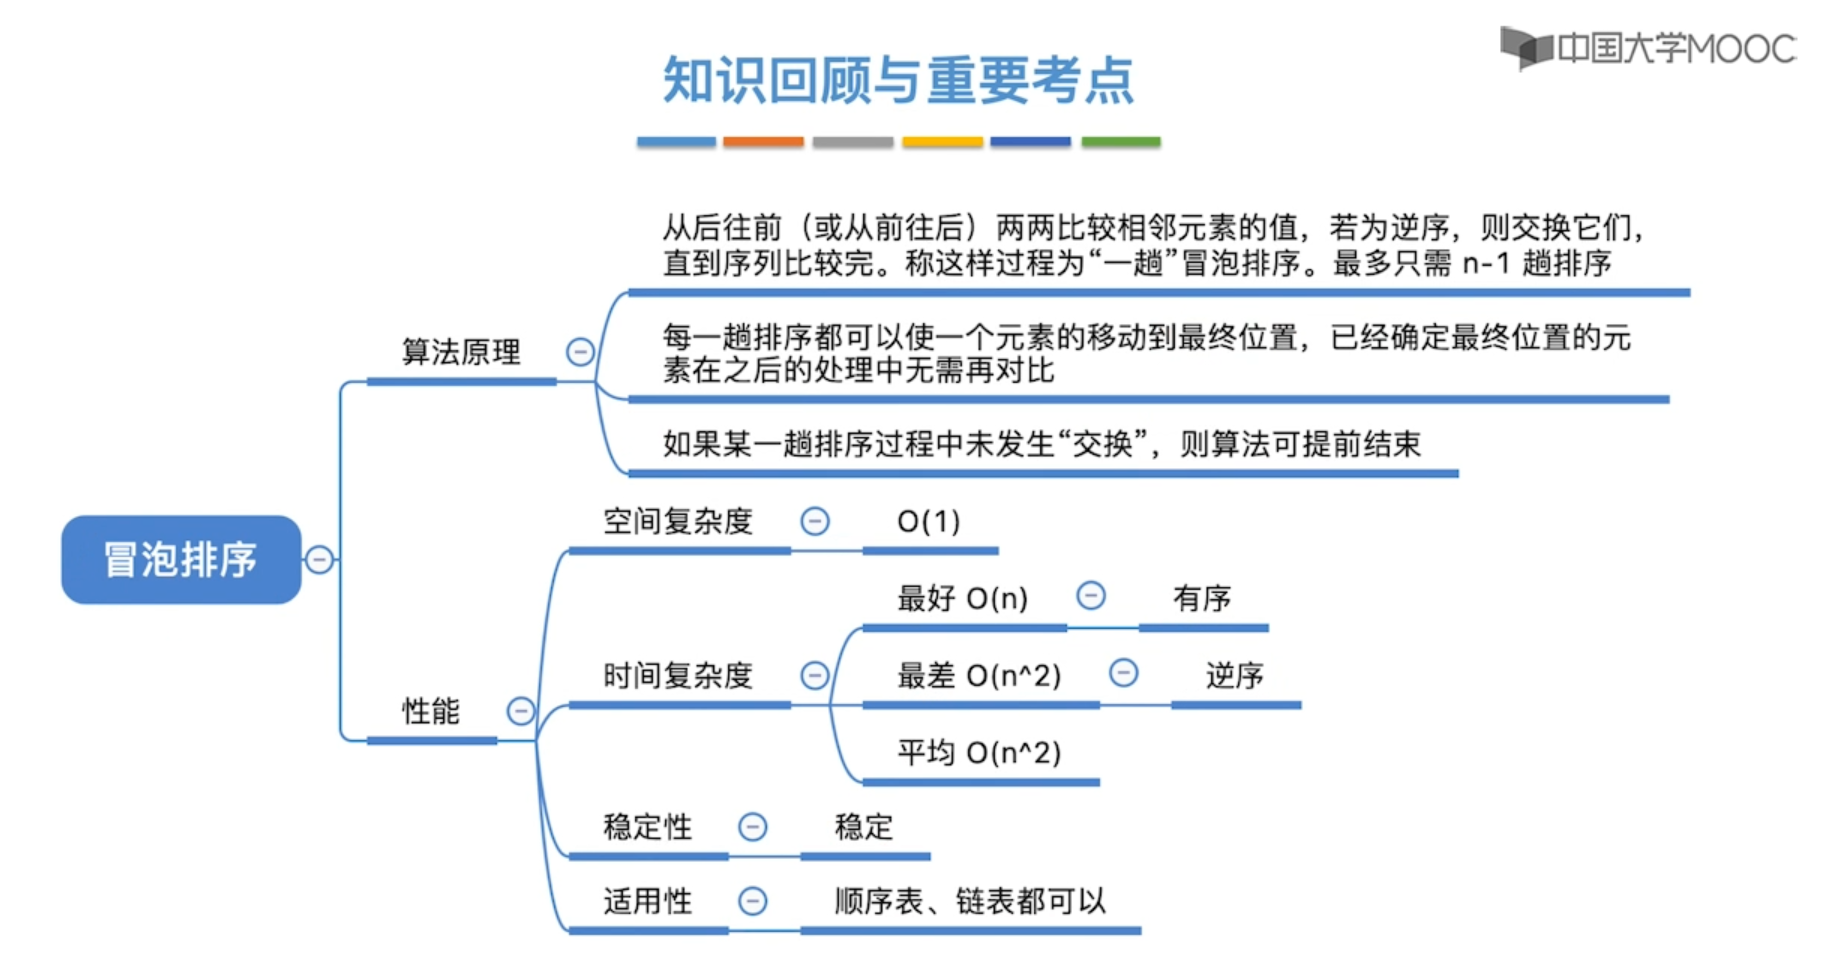 中国大学MOOC
知识回顾与重要考点
从后往前（或从前往后）两两比较相邻元素的值，若为逆序，则交换它们，
直到序列比较完。称这样过程为“一趟”冒泡排序。最多只需 n-1 趟排序
算法原理
每一趟排序都可以使一个元素的移动到最终位置，已经确定最终位置的元
素在之后的处理中无需再对比
如果某一趟排序过程中未发生“交换”，则算法可提前结束
冒泡排序
空间复杂度
O(1)
最好 O(n)
有序
时间复杂度
最差 O(n^2)
逆序
性能
平均 O(n^2)
稳定性
稳定
适用性
顺序表、链表都可以